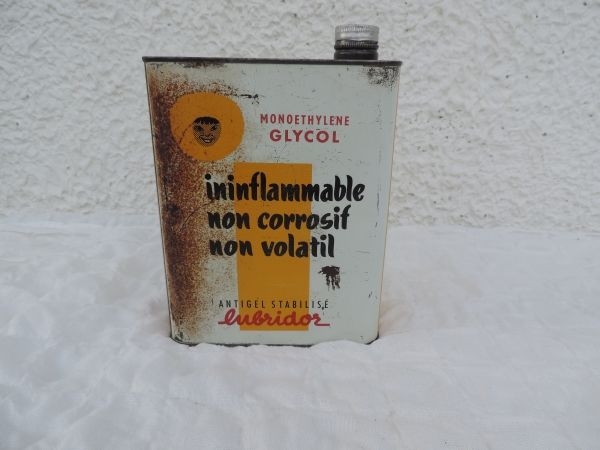 MONOETHYLENE
GLYCOL
ininflammable
non corrosif
non volatil
ANTIGEL STABILISÉ
lubridor